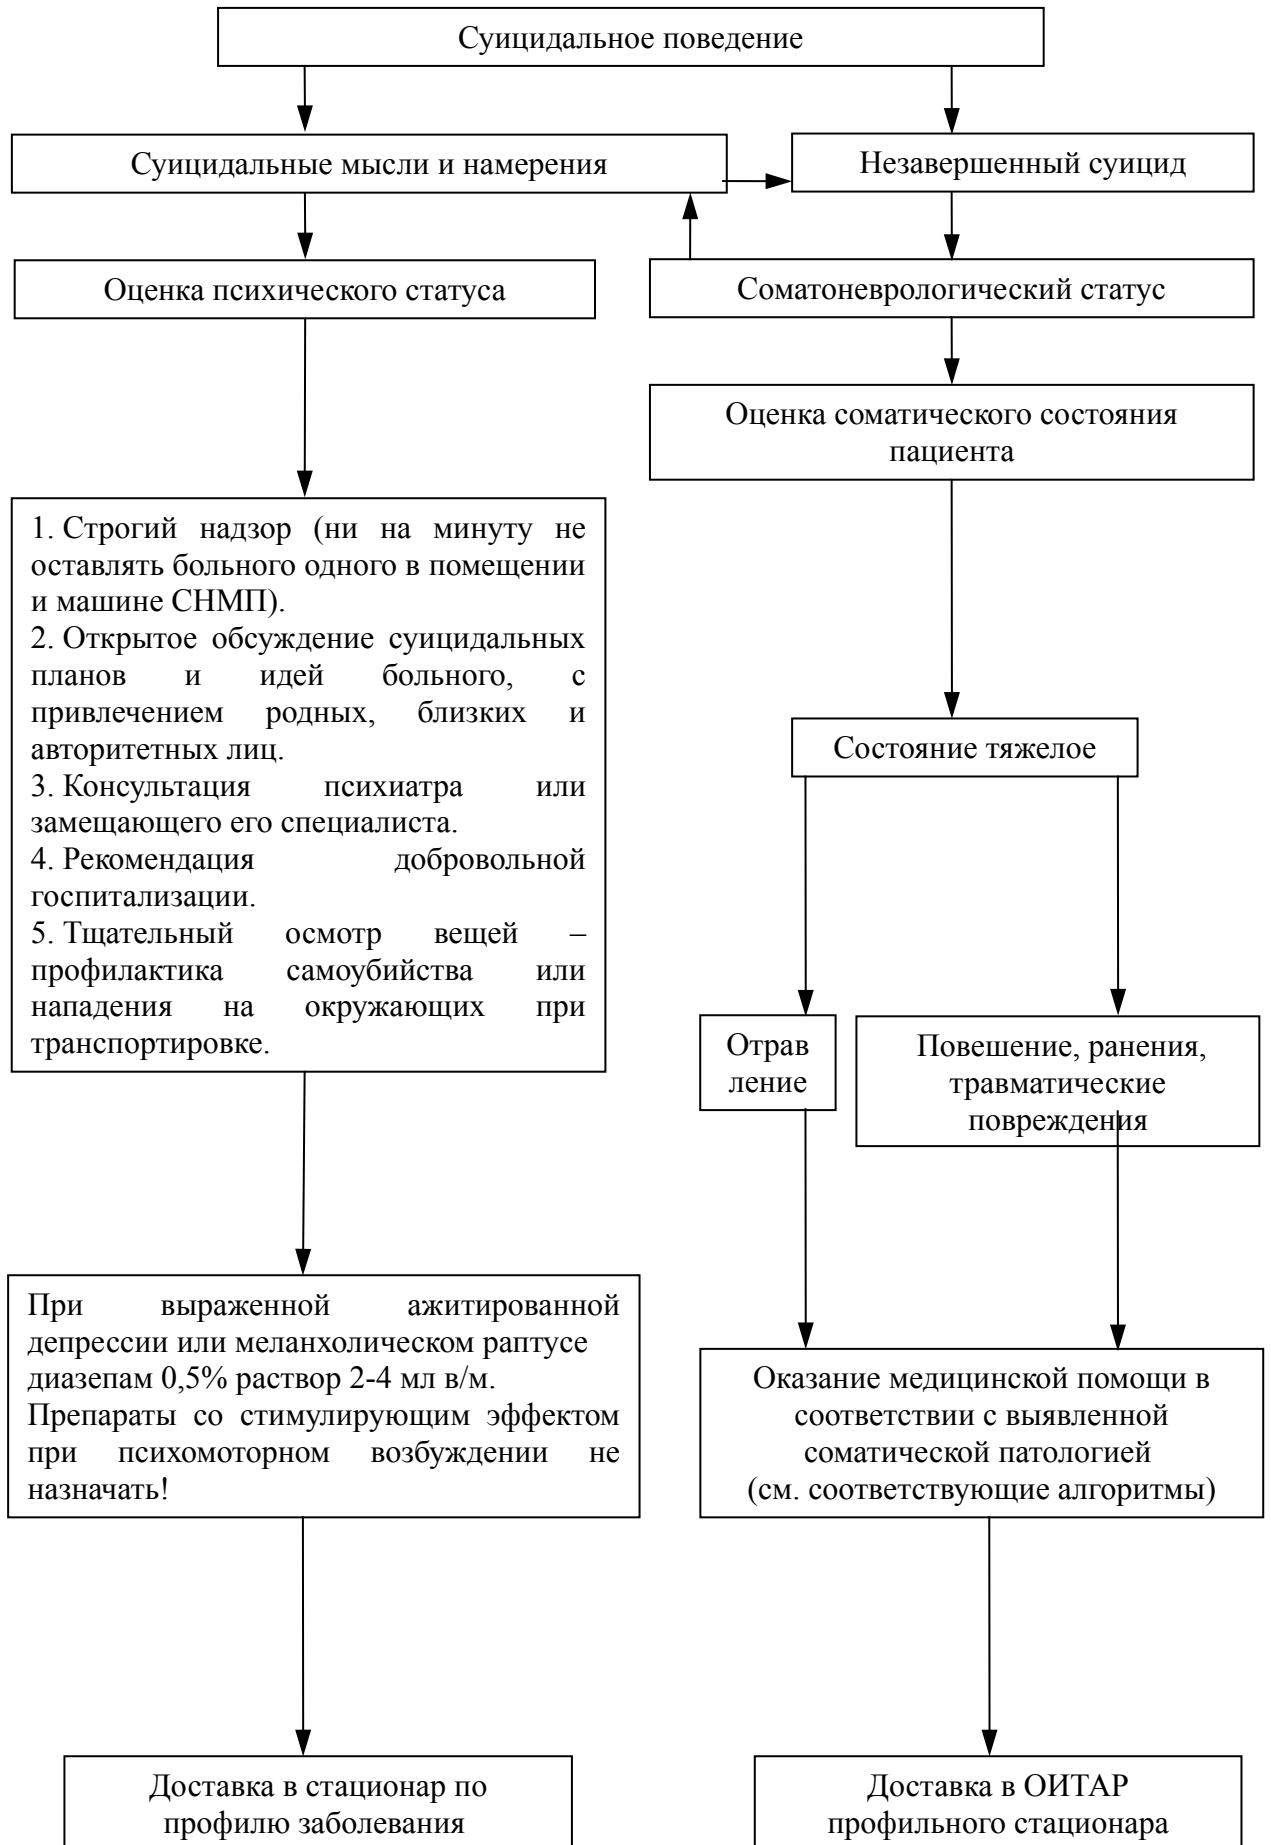 Суицидальное поведение
Суицидальные мысли и намерения
Незавершенный суицид
Оценка психического статуса
Соматоневрологический статус
Оценка соматического состояния
пациента
1. Строгий надзор (ни на минуту не
оставлять больного одного в помещении
и машине СНМП).
2. Открытое обсуждение суицидальных
планов и идей больного, с
привлечением родных, близких и
авторитетных лиц.
3. Консультация психиатра или
замещающего его специалиста.
4. Рекомендация добровольной
госпитализации.
5. Тщательный осмотр вещей –
профилактика самоубийства или
нападения на окружающих при
транспортировке.
Состояние тяжелое
Отрав
ление
Повешение, ранения,
травматические
повреждения
При выраженной ажитированной
депрессии или меланхолическом раптусе
диазепам 0,5% раствор 2-4 мл в/м.
Препараты со стимулирующим эффектом
при психомоторном возбуждении не
назначать!
Оказание медицинской помощи в
соответствии с выявленной
соматической патологией
(см. соответствующие алгоритмы)
Доставка в стационар по
профилю заболевания
Доставка в ОИТАР
профильного стационара